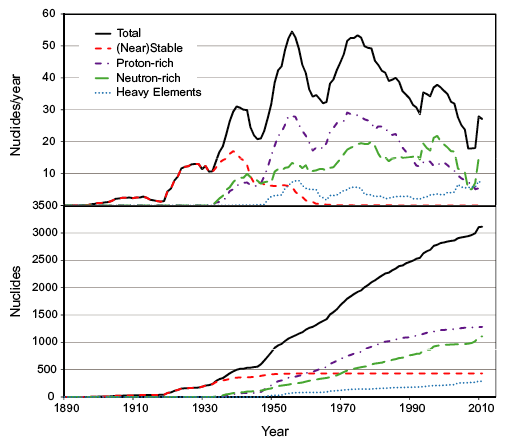 60
50
40
30
20
10
Nuclides/year
Total
(Near)Stable
Proton-rich
Neutron-rich
Heavy Elements
3500
3000
2500
2000
1500
1000
500
0
Nuclides
1890 1910 1930 1950 1970 1990 2010
Year